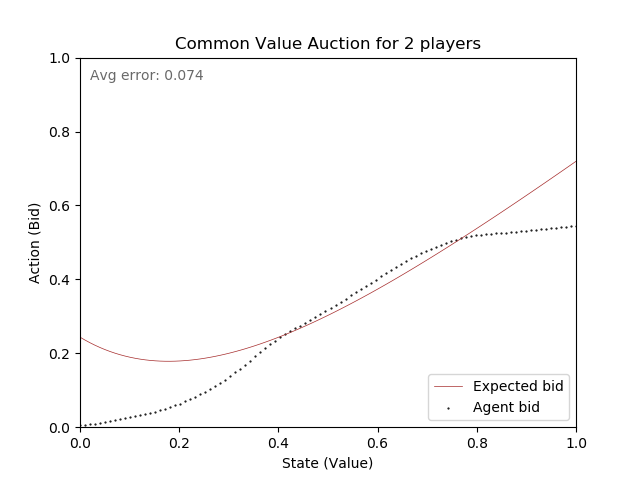 Common Value Auction for 2 players
Avg error: 0.074
1.0
0.8
0.6
0.4
0.2
0.0
Action (Bid)
0.0 0.2 0.4 0.6 0.8 1.0
State (Value)
Expected bid
Agent bid